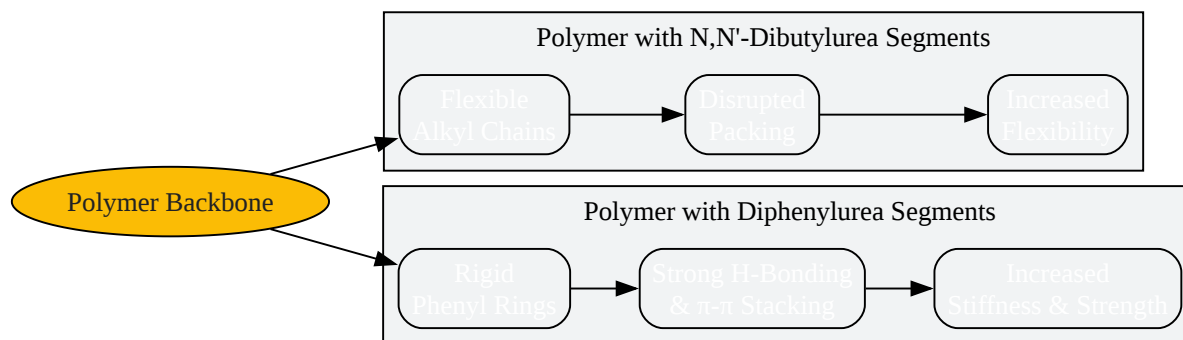 Polymer with N,N'-Dibutylurea Segments
Flexible
Alkyl Chains
Disrupted
Packing
Increased
Flexibility
Polymer Backbone
Polymer with Diphenylurea Segments
Rigid
Phenyl Rings
Strong H-Bonding
& π-π Stacking
Increased
Stiffness & Strength